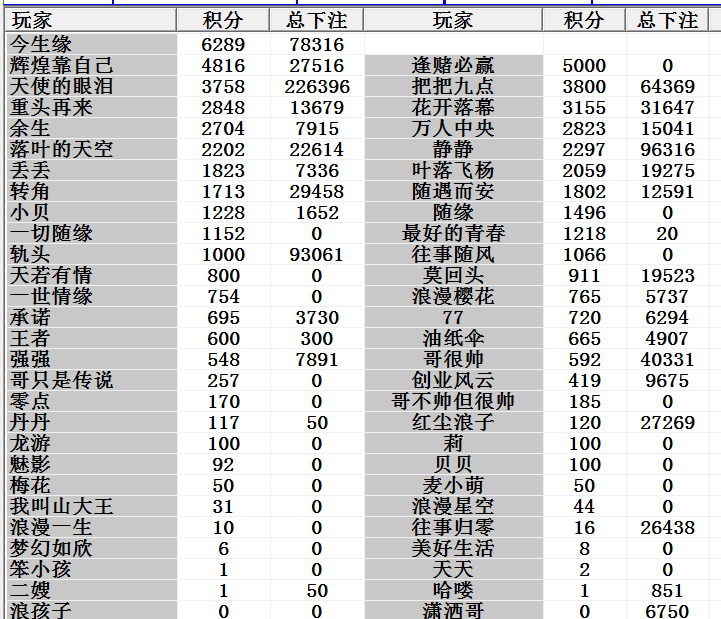 玩家 积分 总下注 玩家 积分 总下注
今生缘 6289 78316
辉煌靠自己 4816 27516 逢赌必赢 5000 0
天使的眼泪 3758 226396 把把九点 3800 64369
重头再来 2848 13679 花开落幕 3155 31647
余生 2704 7915 万人中央 2823 15041
落叶的天空 2202 22614 静静 2297 96316
丢丢 1823 7336 叶落飞杨 2059 19275
转角 1713 29458 随遇而安 1802 12591
小贝 1228 1652 随缘 1496 0
一切随缘 1152 0 最好的青春 1218 20
轨头 1000 93061 往事随风 1066 0
天若有情 800 0 莫回头 911 19523
一世情缘 754 0 浪漫樱花 765 5737
承诺 695 3730 77 720 6294
王者 600 300 油纸伞 665 4907
强强 548 7891 哥很帅 592 40331
哥只是传说 257 0 创业风云 419 9675
零点 170 0 哥不帅但很帅 185 0
丹丹 117 50 红尘浪子 120 27269
龙游 100 0 莉 100 0
魅影 92 0 贝贝 100 0
梅花 50 0 麦小萌 50 0
我叫山大王 31 0 浪漫星空 44 0
浪漫一生 10 0 往事归零 16 26438
梦幻如欣 6 0 美好生活 8 0
笨小孩 1 0 天天 2 0
二嫂 1 50 哈喽 1 851
浪孩子 0 0 潇洒哥 0 6750